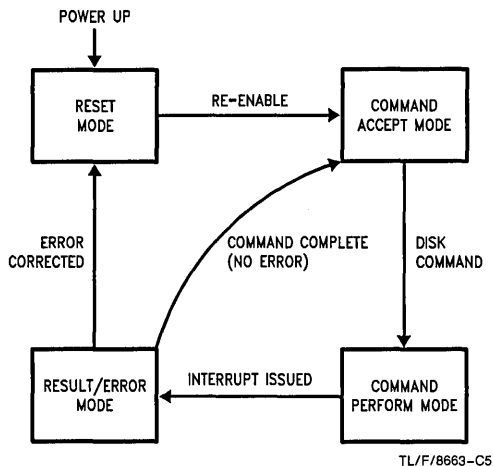 POWER UP
RESET
MODE
RE-ENABLE
COMMAND
ACCEPT MODE
ERROR
CORRECTED
COMMAND COMPLETE
(NO ERROR)
DISK
COMMAND
RESULT/ERROR
MODE
INTERRUPT ISSUED
COMMAND
PERFORM MODE
TL/F/8663-C5